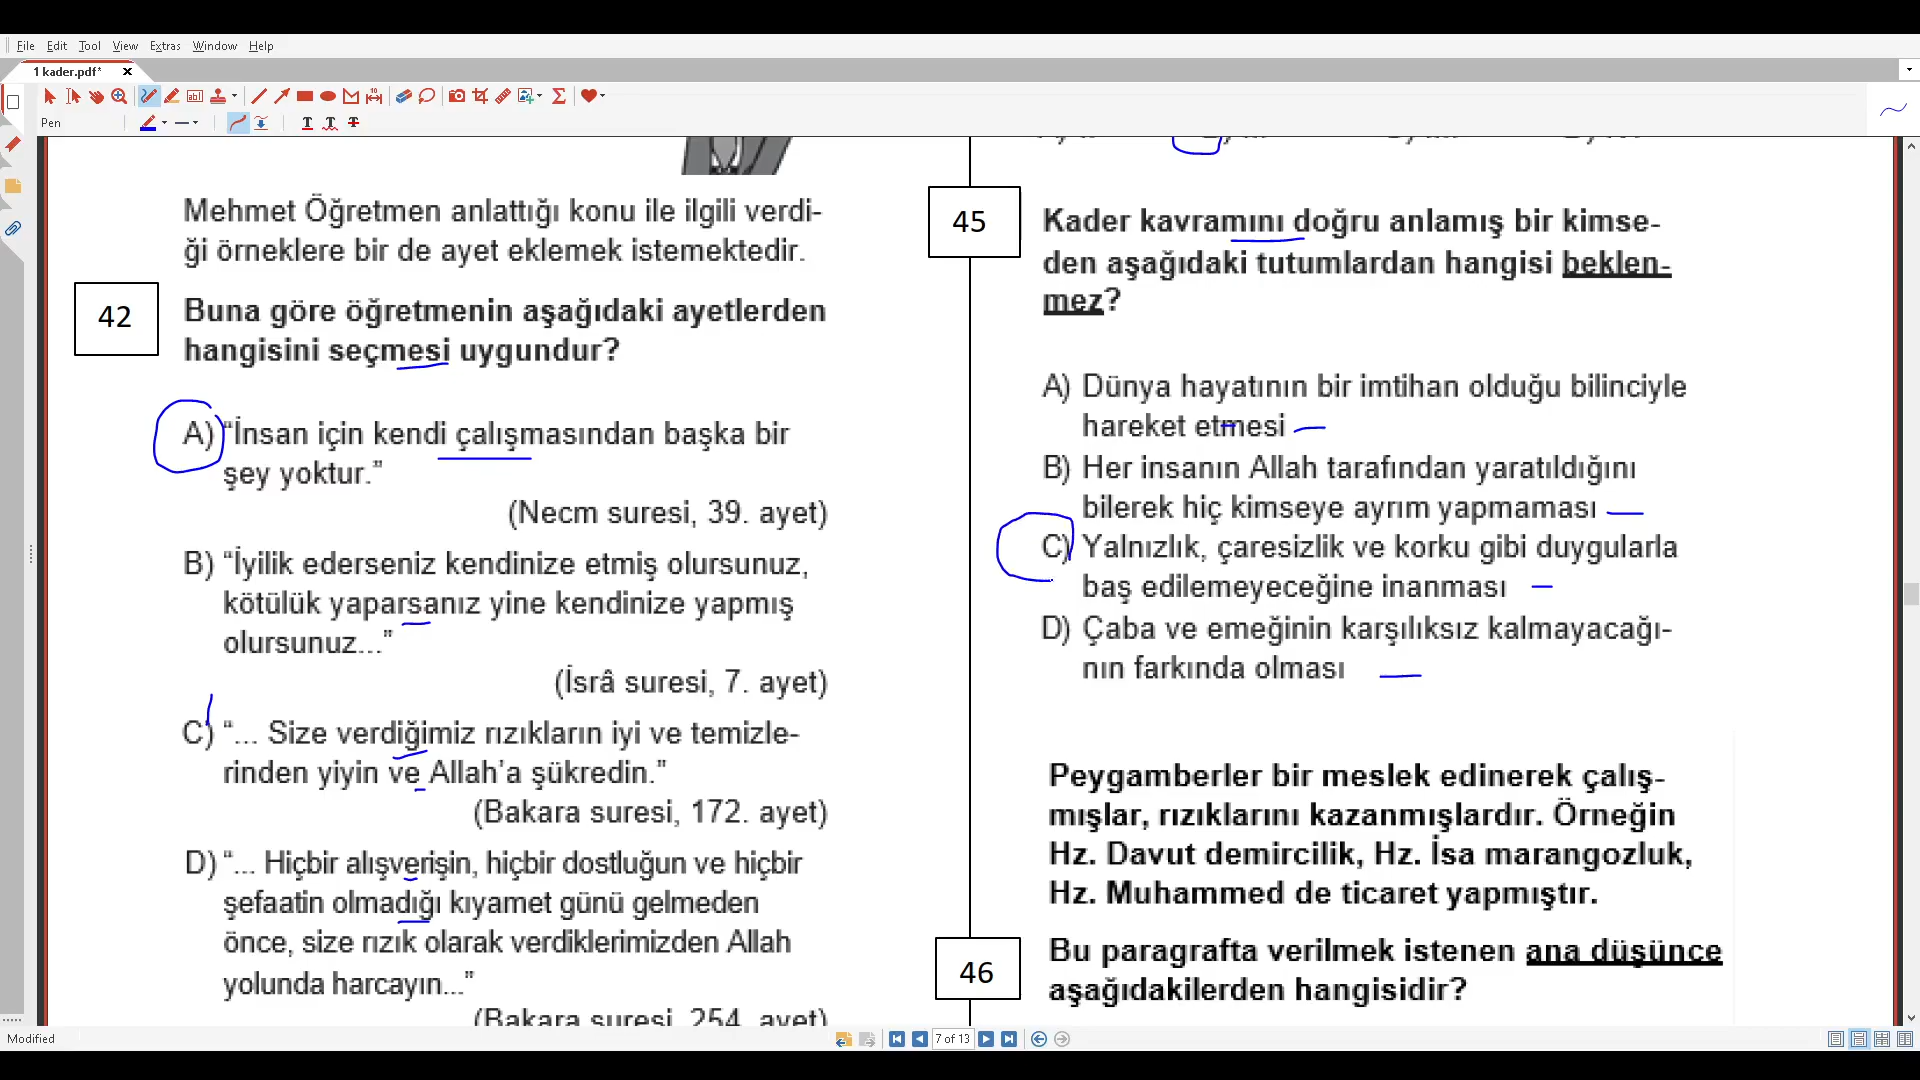 File Edit Tool View Extras Window Help
1 kader.pdf*
Pen
Mehmet Öğretmen anlattığı konu ile ilgili verdi-
ği örneklere bir de ayet eklemek istemektedir.
42
Buna göre öğretmenin aşağıdaki ayetlerden
hangisini seçmesi uygundur?
A) “İnsan için kendi çalışmasından başka bir
şey yoktur.”
(Necm suresi, 39. ayet)
B) “İyilik ederseniz kendinize etmiş olursunuz,
kötülük yaparsanız yine kendinize yapmış
olursunuz...”
(İsrâ suresi, 7. ayet)
C) “... Size verdiğimiz rızıkların iyi ve temizle-
rinden yiyin ve Allah’a şükredin.”
(Bakara suresi, 172. ayet)
D) “... Hiçbir alışverişin, hiçbir dostluğun ve hiçbir
şefaatin olmadığı kıyamet günü gelmeden
önce, size rızık olarak verdiklerimizden Allah
yolunda harcayın...”
(Bakara suresi, 254. ayet)
45
Kader kavramını doğru anlamış bir kimse-
den aşağıdaki tutumlardan hangisi beklen-
mez?
A) Dünya hayatının bir imtihan olduğu bilinciyle
hareket etmesi
B) Her insanın Allah tarafından yaratıldığını
bilerek hiç kimseye ayrım yapmaması
C) Yalnızlık, çaresizlik ve korku gibi duygularla
baş edilemeyeceğine inanması
D) Çaba ve emeğinin karşılıksız kalmayacağı-
nın farkında olması
Peygamberler bir meslek edinerek çalış-
mışlar, rızıklarını kazanmışlardır. Örneğin
Hz. Davut demircilik, Hz. İsa marangozluk,
Hz. Muhammed de ticaret yapmıştır.
46
Bu paragrafta verilmek istenen ana düşünce
aşağıdakilerden hangisidir?
Modified
7 of 13